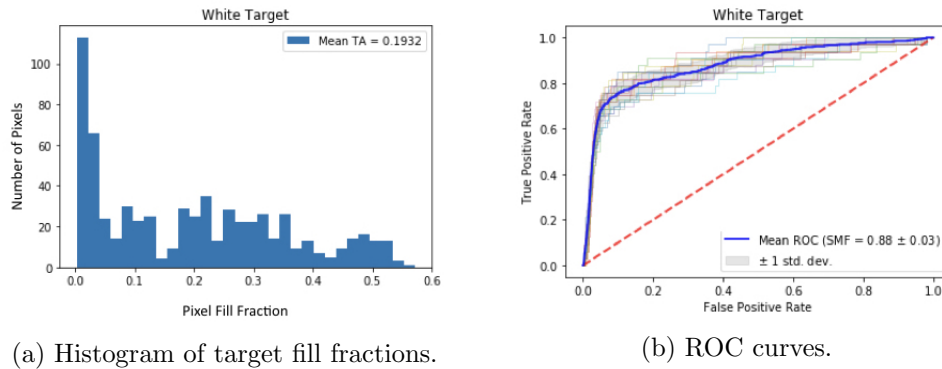 White Target
Mean TA = 0.1932
Number of Pixels
100
80
60
40
20
0
0.0 0.1 0.2 0.3 0.4 0.5 0.6
Pixel Fill Fraction
(a) Histogram of target fill fractions.
White Target
True Positive Rate
1.0
0.8
0.6
0.4
0.2
0.0
Mean ROC (SMF = 0.88 ± 0.03)
± 1 std. dev.
0.0 0.2 0.4 0.6 0.8 1.0
False Positive Rate
(b) ROC curves.